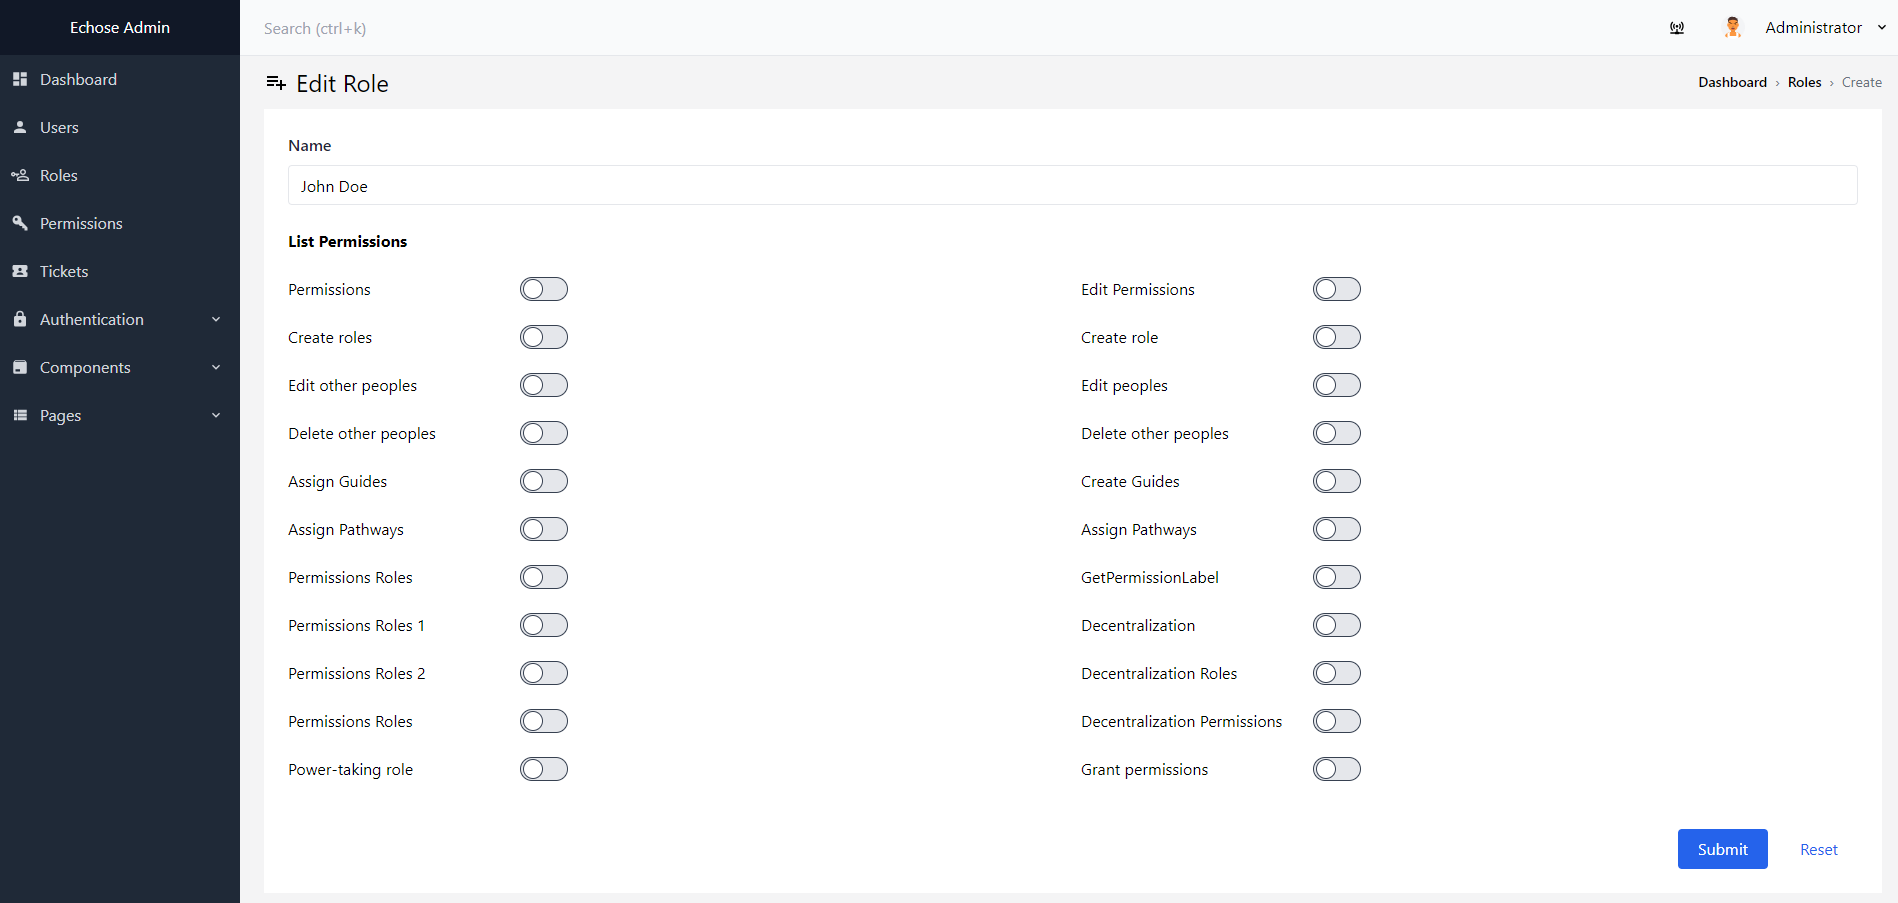 Echose Admin
Search (ctrl+k)
Administrator
Dashboard
Users
Roles
Permissions
Tickets
Authentication
Components
Pages
Edit Role
Dashboard › Roles › Create
Name
John Doe
List Permissions
Permissions
Edit Permissions
Create roles
Create role
Edit other peoples
Edit peoples
Delete other peoples
Delete other peoples
Assign Guides
Create Guides
Assign Pathways
Assign Pathways
Permissions Roles
GetPermissionLabel
Permissions Roles 1
Decentralization
Permissions Roles 2
Decentralization Roles
Permissions Roles
Decentralization Permissions
Power-taking role
Grant permissions
Submit
Reset